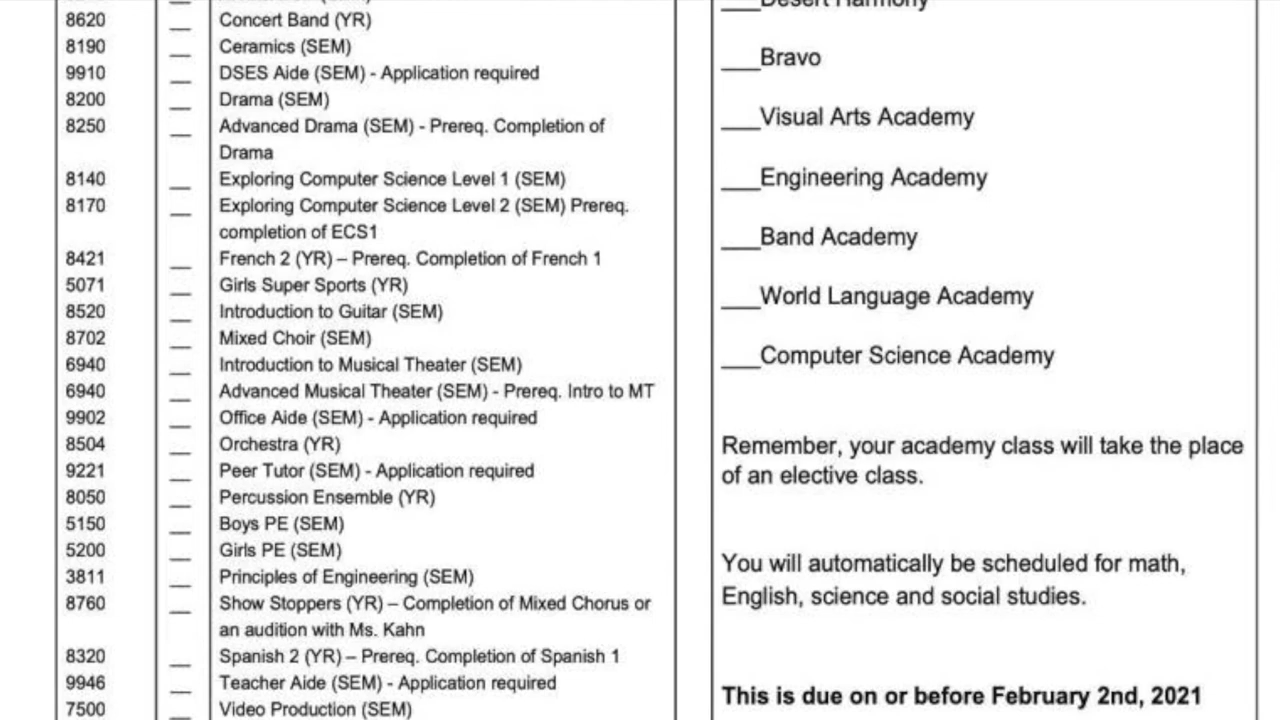 8620 __ Concert Band (YR)
8190 __ Ceramics (SEM)
9910 __ DSES Aide (SEM) - Application required
8200 __ Drama (SEM)
8250 __ Advanced Drama (SEM) - Prereq. Completion of
Drama
8140 __ Exploring Computer Science Level 1 (SEM)
8170 __ Exploring Computer Science Level 2 (SEM) Prereq.
completion of ECS1
8421 __ French 2 (YR) – Prereq. Completion of French 1
5071 __ Girls Super Sports (YR)
8520 __ Introduction to Guitar (SEM)
8702 __ Mixed Choir (SEM)
6940 __ Introduction to Musical Theater (SEM)
6940 __ Advanced Musical Theater (SEM) - Prereq. Intro to MT
9902 __ Office Aide (SEM) - Application required
8504 __ Orchestra (YR)
9221 __ Peer Tutor (SEM) - Application required
8050 __ Percussion Ensemble (YR)
5150 __ Boys PE (SEM)
5200 __ Girls PE (SEM)
3811 __ Principles of Engineering (SEM)
8760 __ Show Stoppers (YR) – Completion of Mixed Chorus or
an audition with Ms. Kahn
8320 __ Spanish 2 (YR) – Prereq. Completion of Spanish 1
9946 __ Teacher Aide (SEM) - Application required
7500 __ Video Production (SEM)
___Desert Harmony
___Bravo
___Visual Arts Academy
___Engineering Academy
___Band Academy
___World Language Academy
___Computer Science Academy
Remember, your academy class will take the place
of an elective class.
You will automatically be scheduled for math,
English, science and social studies.
This is due on or before February 2nd, 2021